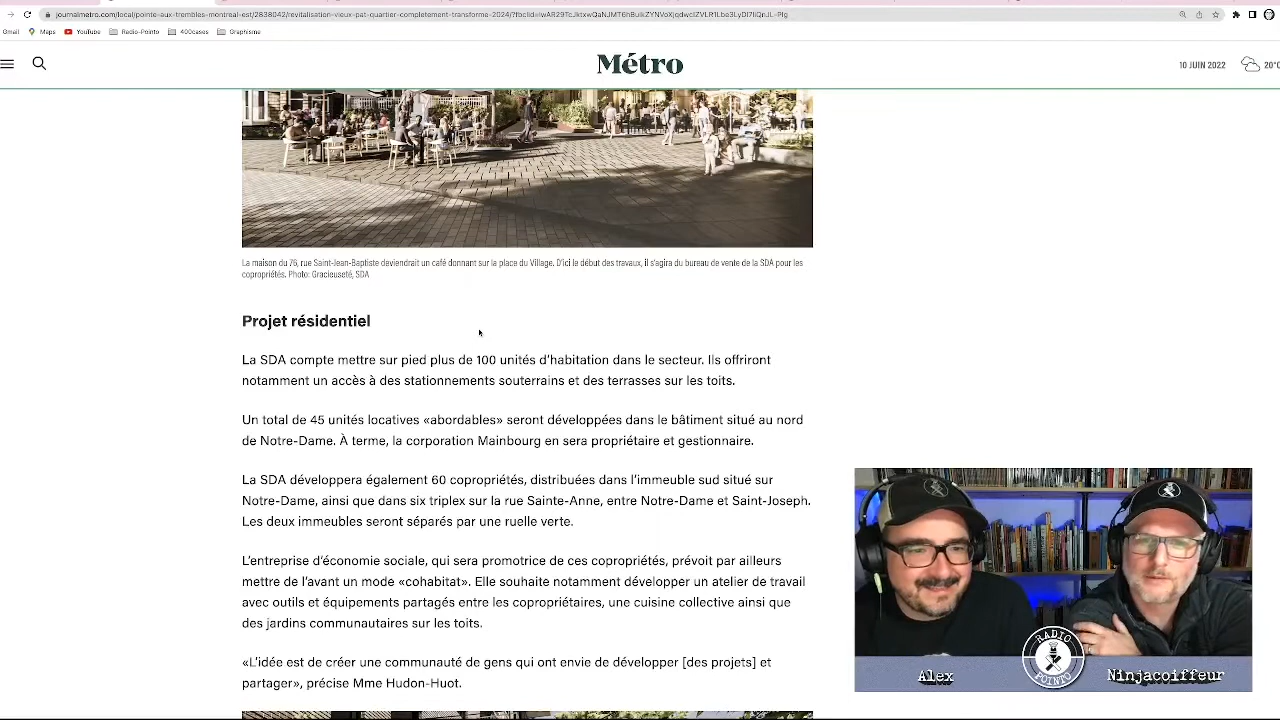 journalmetro.com/local/pointe-aux-trembles-montreal-est/2838042/revitalisation-vieux-pat-quartier-completement-transforme-2024/
Gmail Maps YouTube Radio-Pointo 400cases Graphisme
Métro
10 JUIN 2022 20°C
La maison du 76, rue Saint-Jean-Baptiste deviendrait un café donnant sur la place du Village. D'ici le début des travaux, il s'agira du bureau de vente de la SDA pour les
copropriétés. Photo: Gracieuseté, SDA
Projet résidentiel
La SDA compte mettre sur pied plus de 100 unités d'habitation dans le secteur. Ils offriront
notamment un accès à des stationnements souterrains et des terrasses sur les toits.
Un total de 45 unités locatives «abordables» seront développées dans le bâtiment situé au nord
de Notre-Dame. À terme, la corporation Mainbourg en sera propriétaire et gestionnaire.
La SDA développera également 60 copropriétés, distribuées dans l'immeuble sud situé sur
Notre-Dame, ainsi que dans six triplex sur la rue Sainte-Anne, entre Notre-Dame et Saint-Joseph.
Les deux immeubles seront séparés par une ruelle verte.
L'entreprise d'économie sociale, qui sera promotrice de ces copropriétés, prévoit par ailleurs
mettre de l'avant un mode «cohabitat». Elle souhaite notamment développer un atelier de travail
avec outils et équipements partagés entre les copropriétaires, une cuisine collective ainsi que
des jardins communautaires sur les toits.
«L'idée est de créer une communauté de gens qui ont envie de développer [des projets] et
partager», précise Mme Hudon-Huot.
RADIO
POINTO
Alex
Ninjacoiffeur